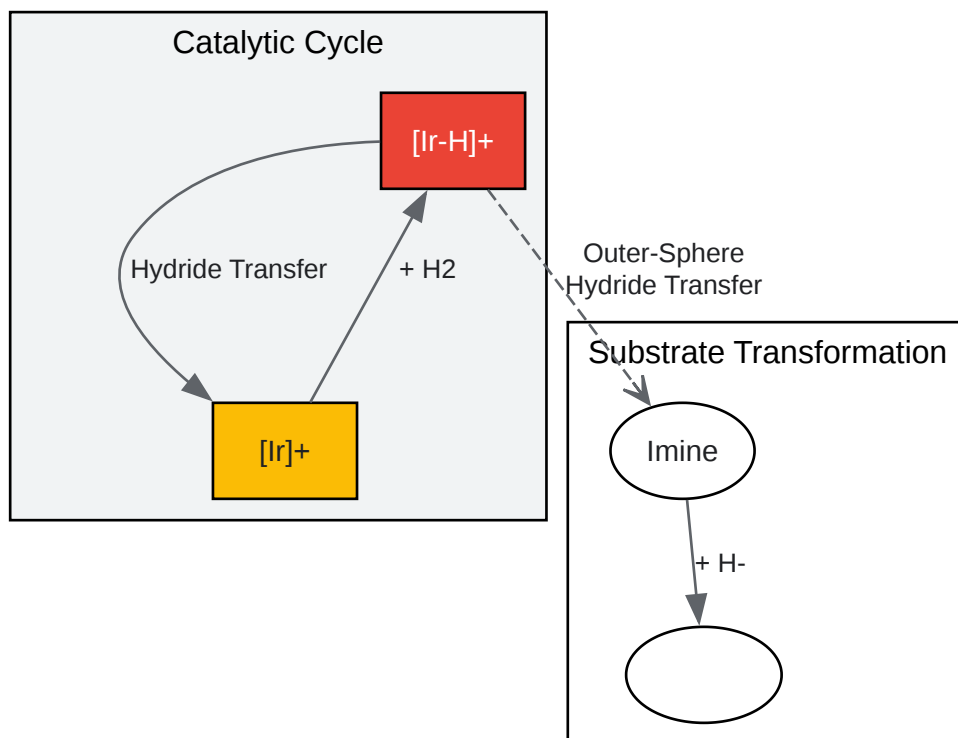 Catalytic Cycle
[Ir-H]+
Hydride Transfer
+ H2
Outer-Sphere
Hydride Transfer
Substrate Transformation
[Ir]+
Imine
+ H-